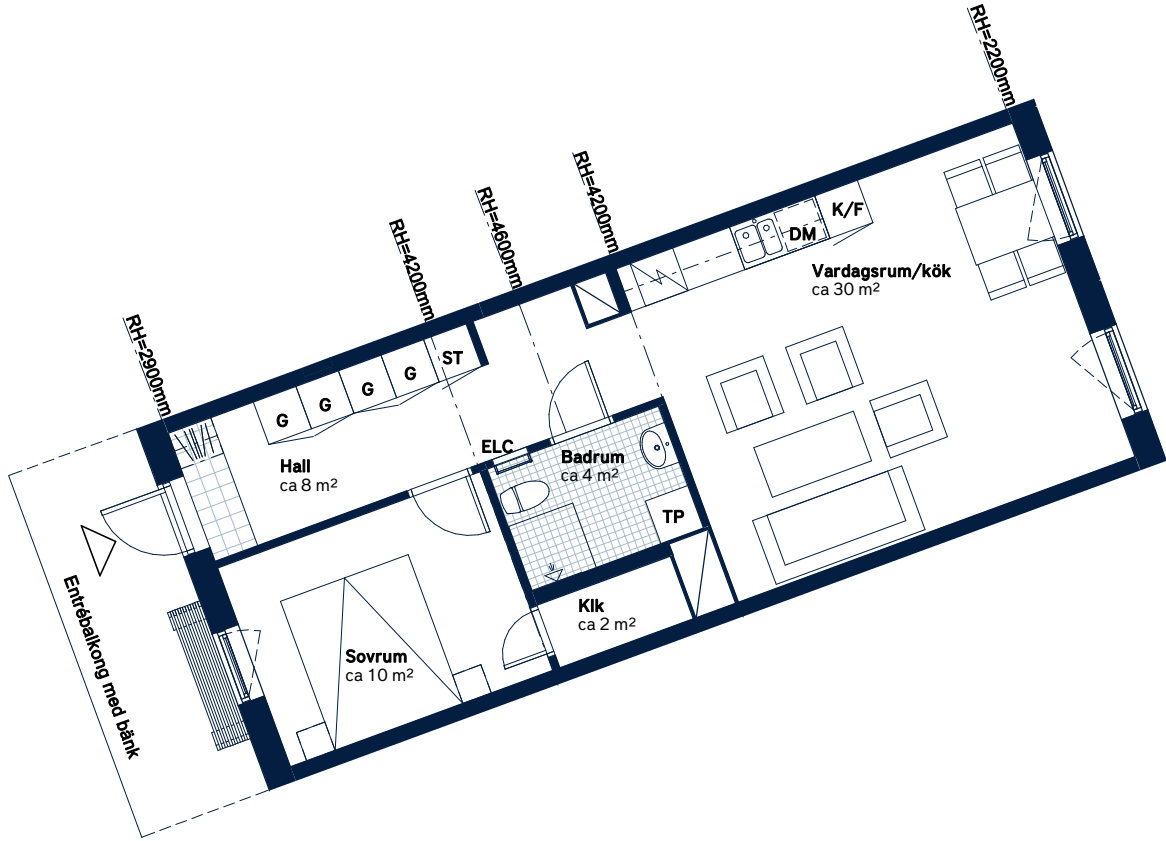 RH=2200mm
RH=4200mm
RH=4600mm
RH=4200mm
RH=2900mm
K/F
DM
Vardagsrum/kök
ca 30 m²
ST
G
G
G
G
ELC
Hall
ca 8 m²
Badrum
ca 4 m²
TP
Klk
ca 2 m²
Sovrum
ca 10 m²
Entrébalkong med bänk